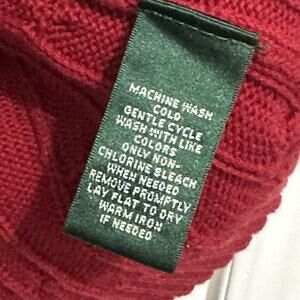 MACHINE WASH
COLD
GENTLE CYCLE
WASH WITH LIKE
COLORS
ONLY NON-
CHLORINE BLEACH
WHEN NEEDED
REMOVE PROMPTLY
LAY FLAT TO DRY
WARM IRON
IF NEEDED